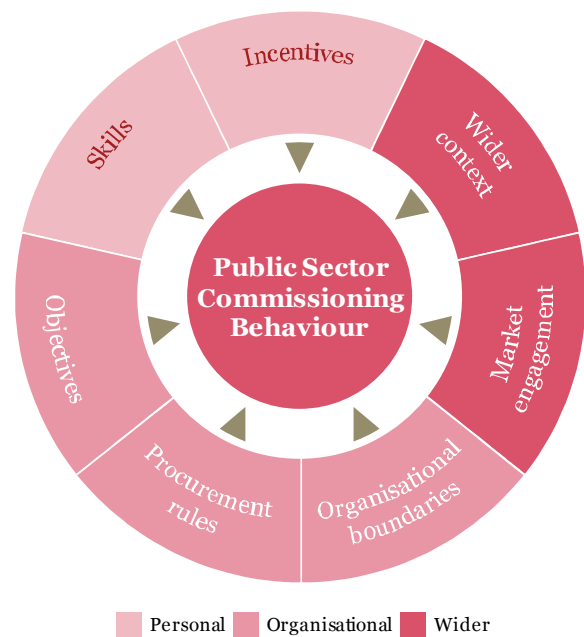 Incentives
Wider
context
Market
engagement
Organisational
boundaries
Procurement
rules
Objectives
Skills
Public Sector
Commissioning
Behaviour
Personal Organisational Wider